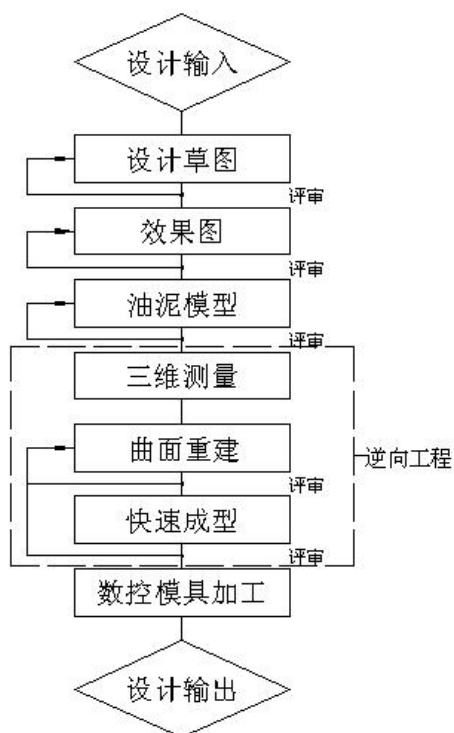 设计输入
设计草图
评审
效果图
评审
油泥模型
评审
三维测量
曲面重建
逆向工程
评审
快速成型
评审
数控模具加工
设计输出